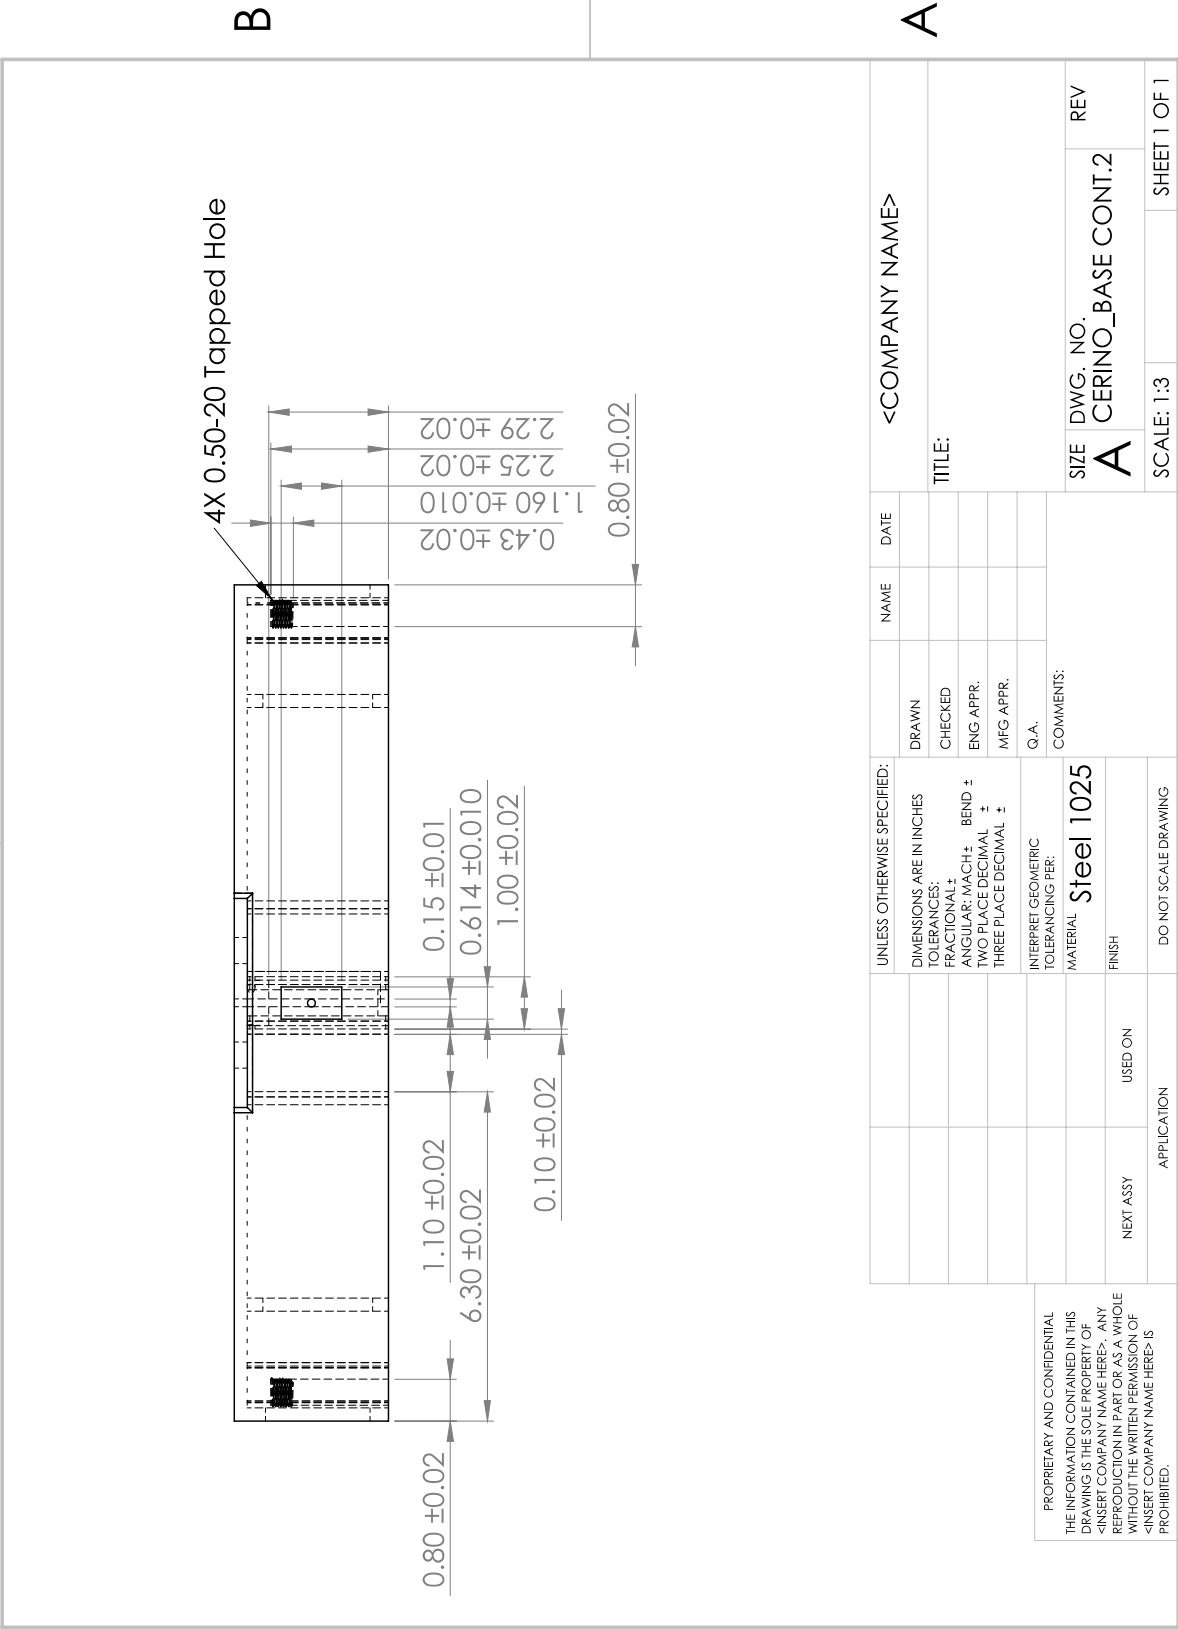 B
A
4X 0.50-20 Tapped Hole
2.29 ±0.02
2.25 ±0.02
1.160 ±0.010
0.43 ±0.02
0.80 ±0.02
0.15 ±0.01
0.614 ±0.010
1.00 ±0.02
0.10 ±0.02
1.10 ±0.02
6.30 ±0.02
0.80 ±0.02
PROPRIETARY AND CONFIDENTIAL
THE INFORMATION CONTAINED IN THIS
DRAWING IS THE SOLE PROPERTY OF
<INSERT COMPANY NAME HERE>. ANY
REPRODUCTION IN PART OR AS A WHOLE
WITHOUT THE WRITTEN PERMISSION OF
<INSERT COMPANY NAME HERE> IS
PROHIBITED.
NEXT ASSY
USED ON
APPLICATION
UNLESS OTHERWISE SPECIFIED:
DIMENSIONS ARE IN INCHES
TOLERANCES:
FRACTIONAL ±
ANGULAR: MACH ± BEND ±
TWO PLACE DECIMAL ±
THREE PLACE DECIMAL ±
INTERPRET GEOMETRIC
TOLERANCING PER:
MATERIAL
Steel 1025
FINISH
DO NOT SCALE DRAWING
NAME
DATE
DRAWN
CHECKED
ENG APPR.
MFG APPR.
Q.A.
COMMENTS:
<COMPANY NAME>
TITLE:
SIZE
A
DWG. NO.
CERINO_BASE CONT.2
REV
SCALE: 1:3
SHEET 1 OF 1